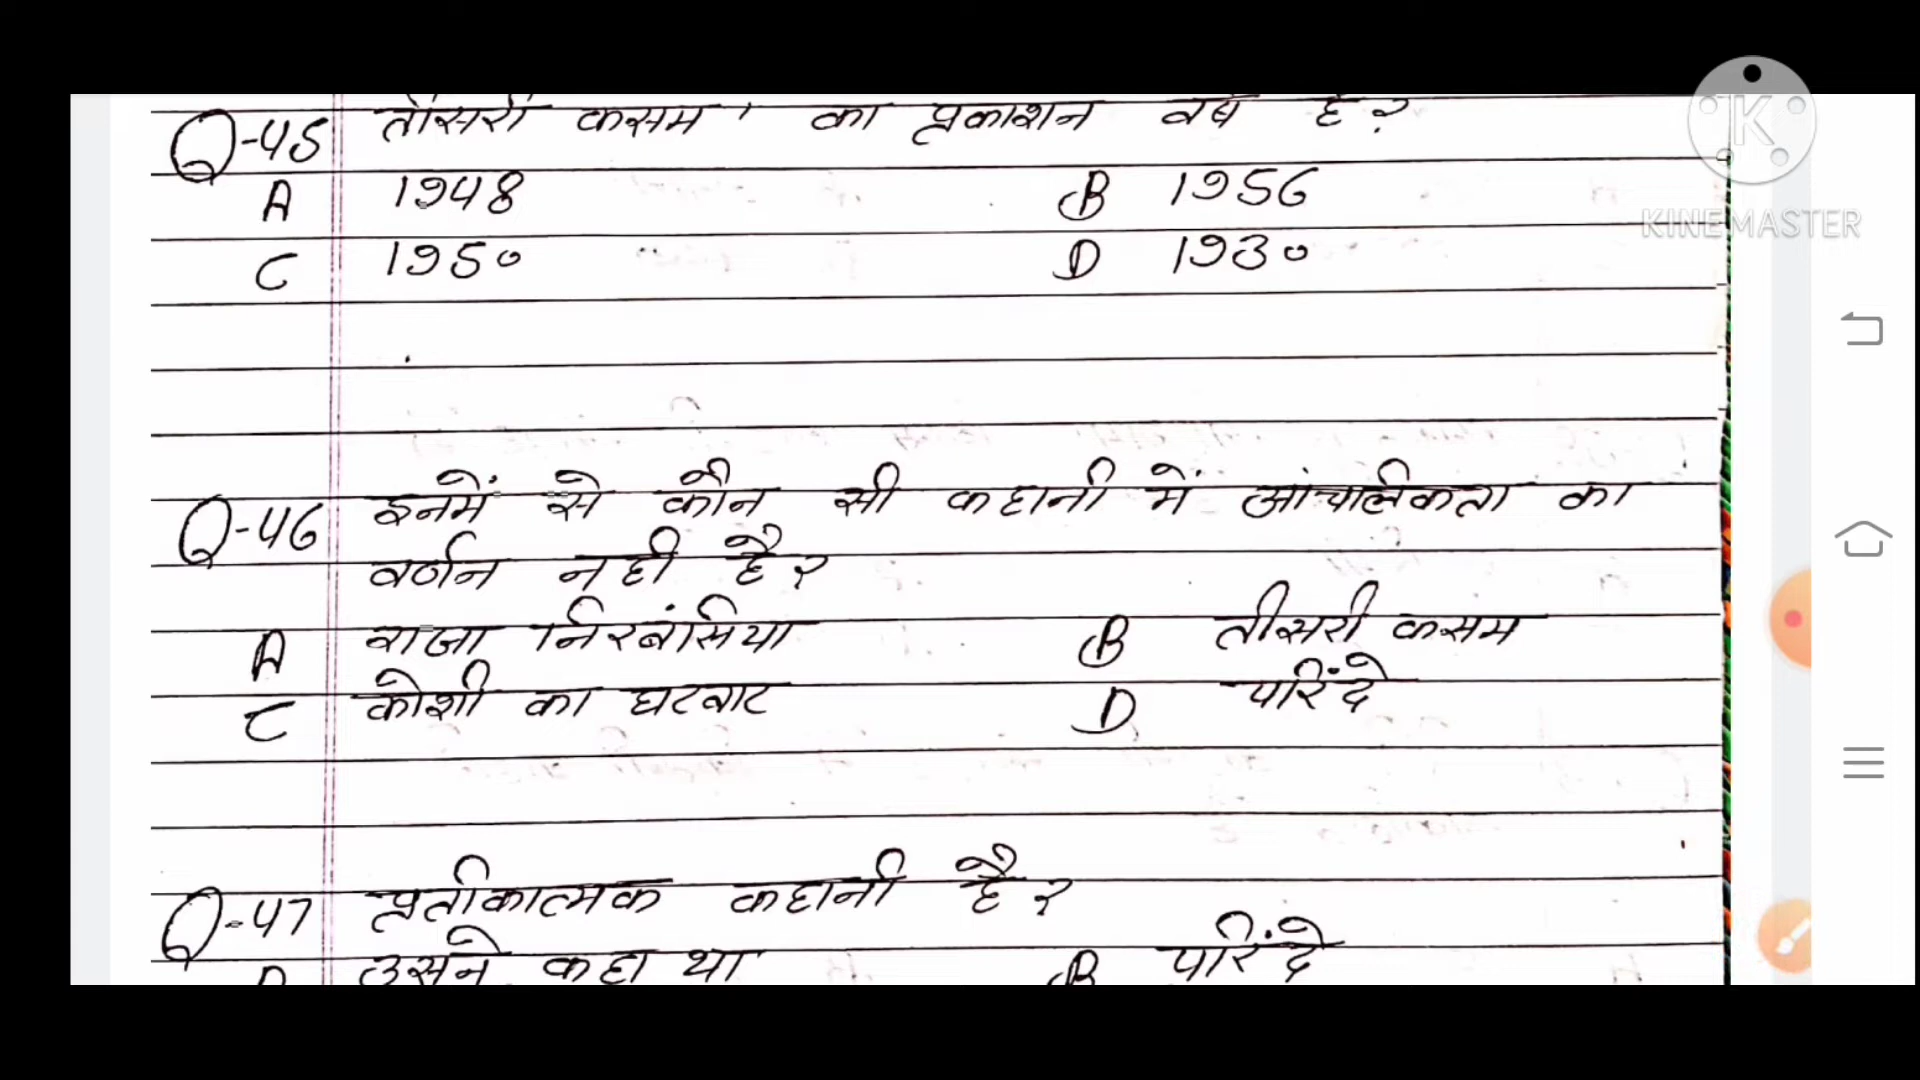 Q-45 तीसरी कसम' का प्रकाशन वर्ष है?
A 1948 B 1956
C 1950 D 1930
Q-46 इनमें से कौन सी कहानी में आंचलिकता का
वर्णन नही है?
A राजा निरबंसिया B तीसरी कसम
C कोशी का घटवार D परिंदे
Q-47 प्रतीकात्मक कहानी है?
A उसने कहा था B परिंदे
K
KINEMASTER